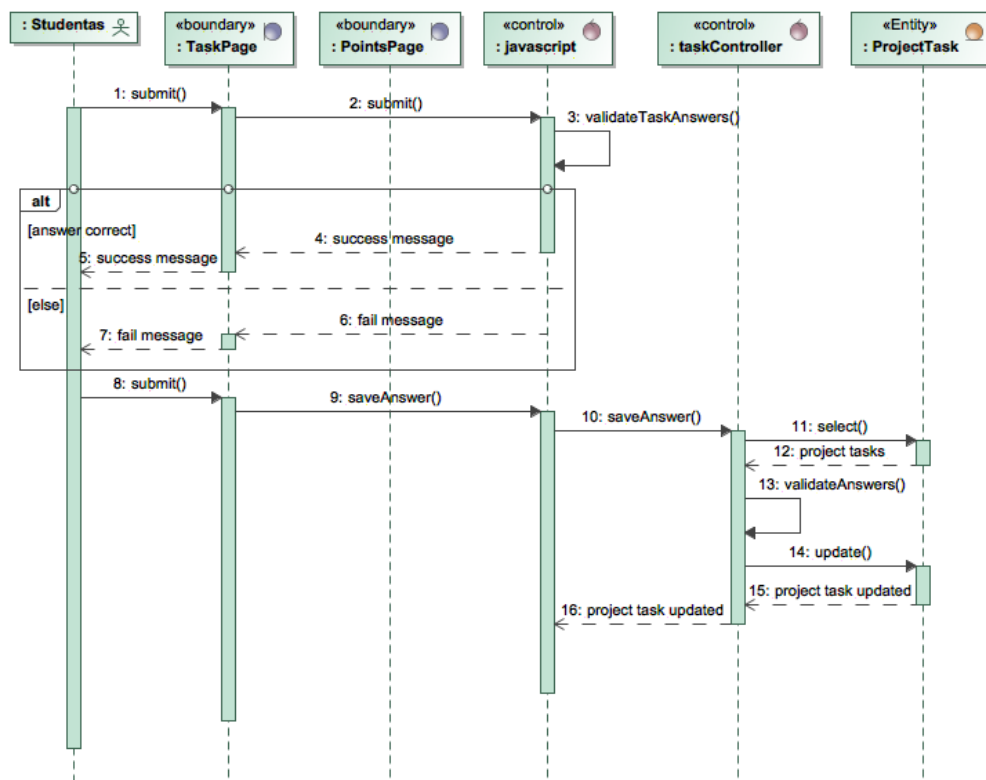 : Studentas
«boundary»
: TaskPage
«boundary»
: PointsPage
«control»
: javascript
«control»
: taskController
«Entity»
: ProjectTask
1: submit()
2: submit()
3: validateTaskAnswers()
alt
[answer correct]
4: success message
5: success message
[else]
6: fail message
7: fail message
8: submit()
9: saveAnswer()
10: saveAnswer()
11: select()
12: project tasks
13: validateAnswers()
14: update()
15: project task updated
16: project task updated